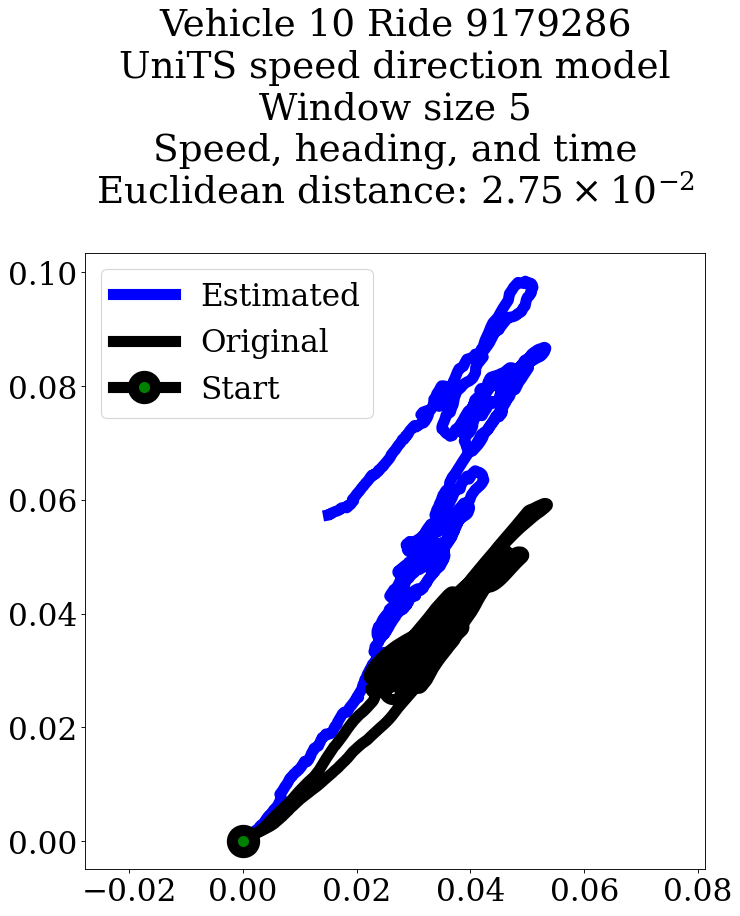 Vehicle 10 Ride 9179286
UniTS speed direction model
Window size 5
Speed, heading, and time
Euclidean distance: 2.75 × 10⁻²
Estimated
Original
Start
0.10
0.08
0.06
0.04
0.02
0.00
−0.02 0.00 0.02 0.04 0.06 0.08